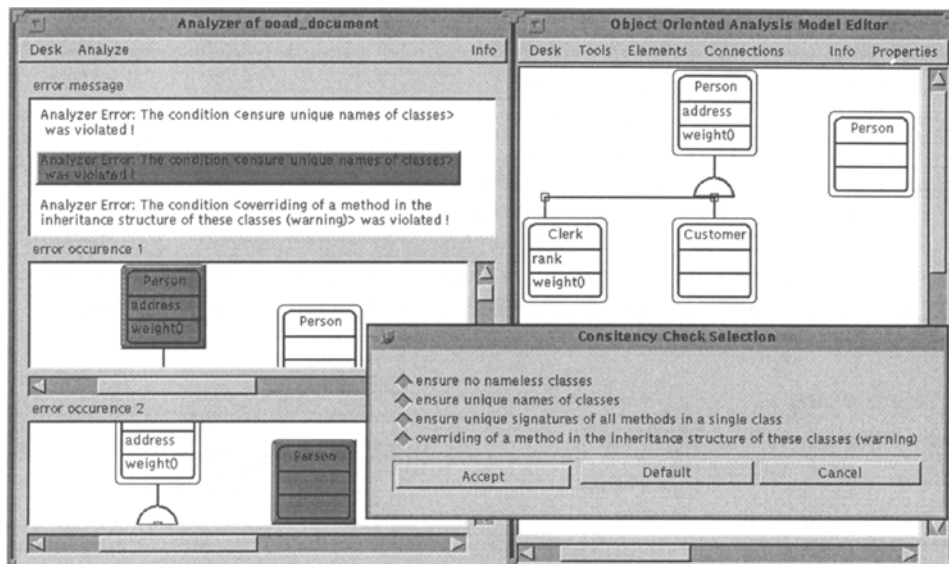 Analyzer of ooad_document
Desk Analyze Info
error message
Analyzer Error: The condition <ensure unique names of classes>
was violated !
Analyzer Error: The condition <ensure unique names of classes>
was violated !
Analyzer Error: The condition <overriding of a method in the
inheritance structure of these classes (warning)> was violated !
error occurence 1
Person
address
weight()
Person
error occurence 2
address
weight()
Person
Object Oriented Analysis Model Editor
Desk Tools Elements Connections Info Properties
Person
address
weight()
Person
Clerk
rank
weight()
Customer
Consitency Check Selection
ensure no nameless classes
ensure unique names of classes
ensure unique signatures of all methods in a single class
overriding of a method in the inheritance structure of these classes (warning)
Accept Default Cancel